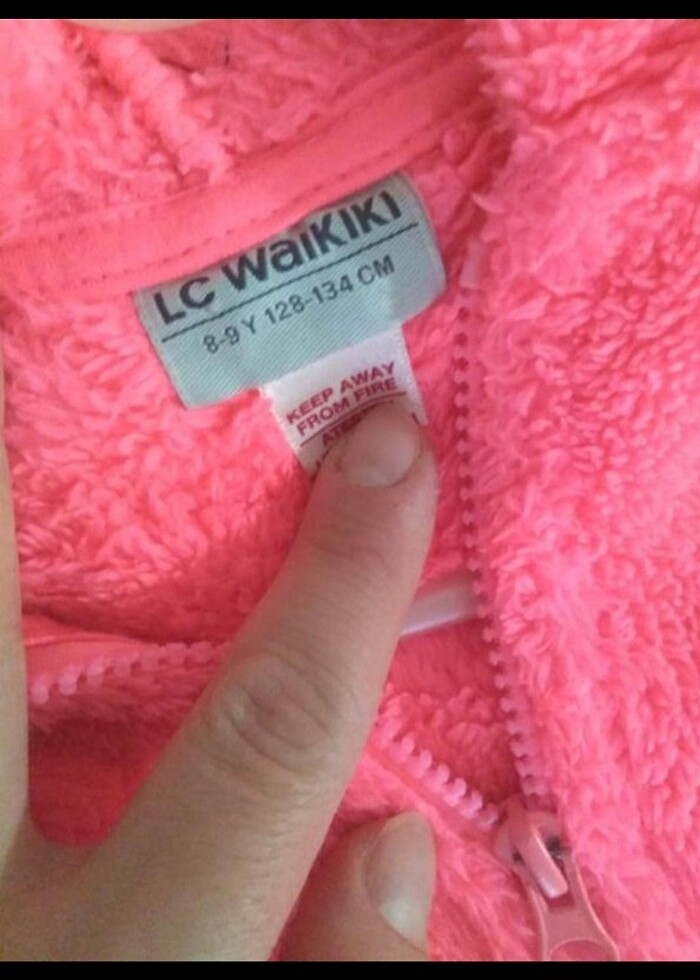 LC WaiKIKI
8-9 Y 128-134 CM
KEEP AWAY
FROM FIRE